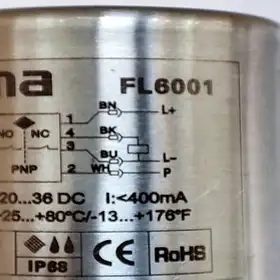 ma
FL6001
1 BN L+
NO NC 4 BK
3 BU L-
PNP 2 WH P
20...36 DC I:<400mA
-25...+80°C/-13...+176°F
IP68 CE RoHS